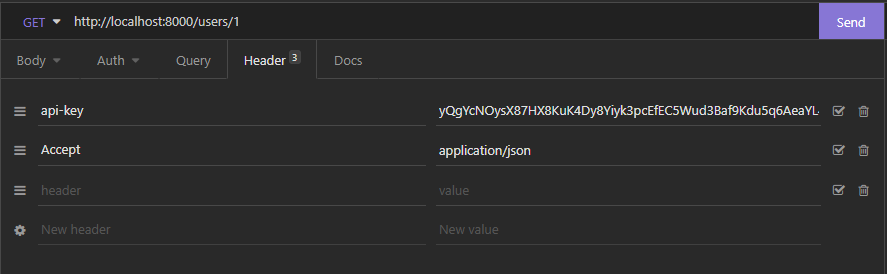 GET http://localhost:8000/users/1 Send
Body Auth Query Header 3 Docs
api-key yQgYcNOysX87HX8KuK4Dy8Yiyk3pcEfEC5Wud3Baf9Kdu5q6AeaYL
Accept application/json
header value
New header New value